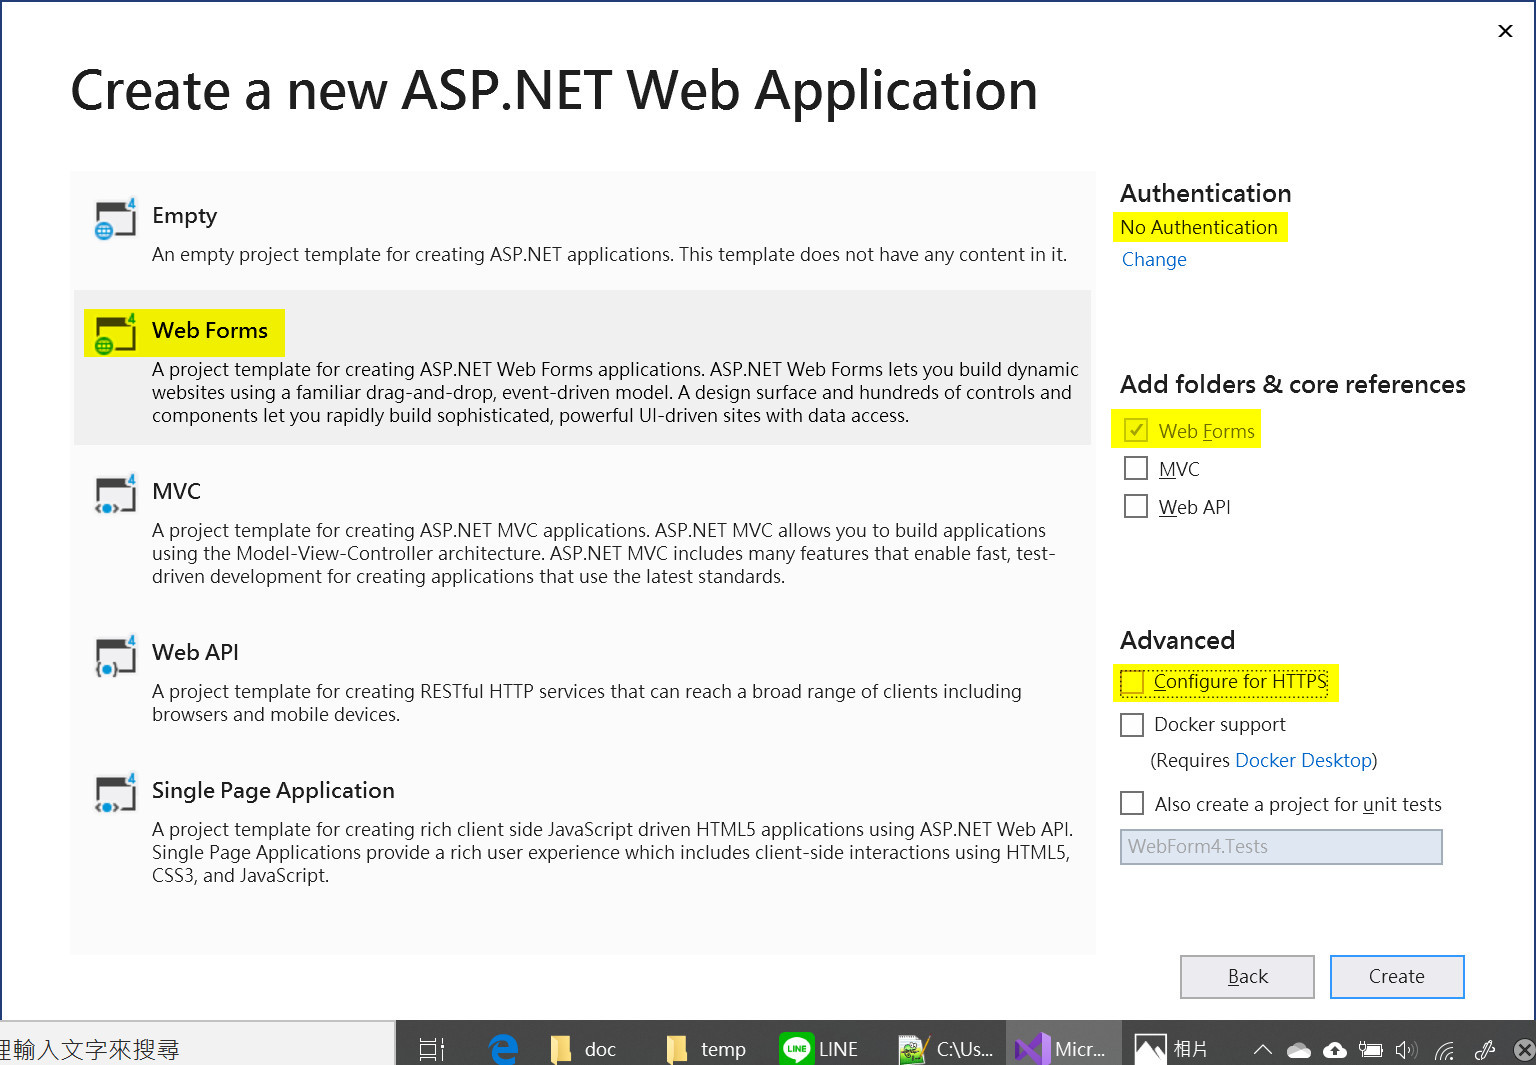 Create a new ASP.NET Web Application
Empty
An empty project template for creating ASP.NET applications. This template does not have any content in it.
Web Forms
A project template for creating ASP.NET Web Forms applications. ASP.NET Web Forms lets you build dynamic
websites using a familiar drag-and-drop, event-driven model. A design surface and hundreds of controls and
components let you rapidly build sophisticated, powerful UI-driven sites with data access.
MVC
A project template for creating ASP.NET MVC applications. ASP.NET MVC allows you to build applications
using the Model-View-Controller architecture. ASP.NET MVC includes many features that enable fast, test-
driven development for creating applications that use the latest standards.
Web API
A project template for creating RESTful HTTP services that can reach a broad range of clients including
browsers and mobile devices.
Single Page Application
A project template for creating rich client side JavaScript driven HTML5 applications using ASP.NET Web API.
Single Page Applications provide a rich user experience which includes client-side interactions using HTML5,
CSS3, and JavaScript.
Authentication
No Authentication
Change
Add folders & core references
Web Forms
MVC
Web API
Advanced
Configure for HTTPS
Docker support
(Requires Docker Desktop)
Also create a project for unit tests
WebForm4.Tests
Back
Create
裡輸入文字來搜尋
doc
temp
LINE
LINE
C:\Us...
Micr...
相片